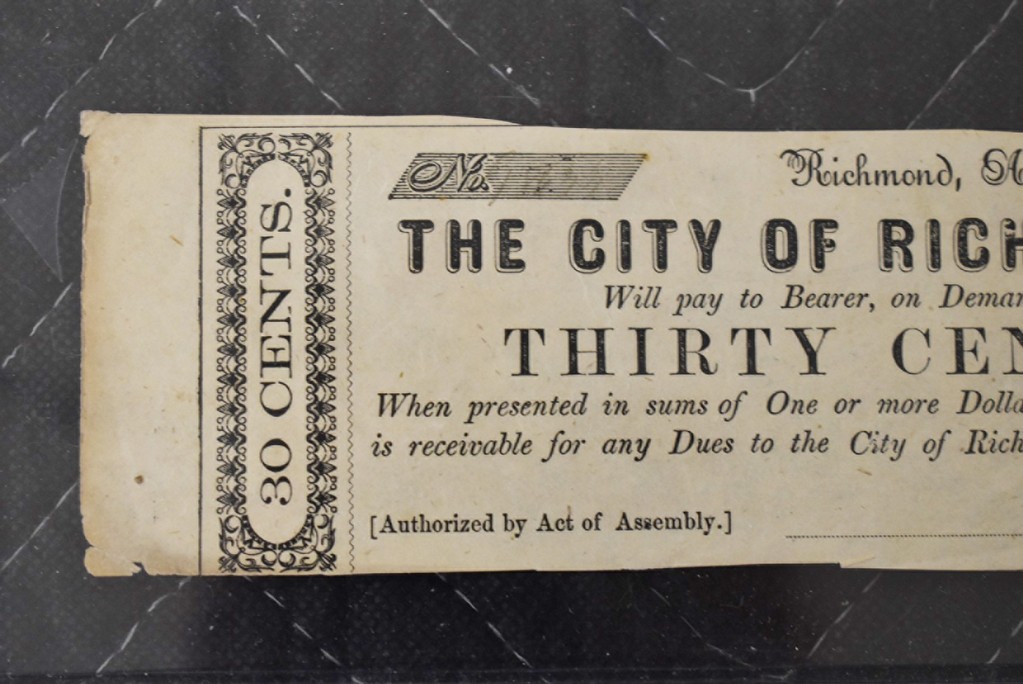 30 CENTS.
No.
Richmond, A
THE CITY OF RICH
Will pay to Bearer, on Deman
THIRTY CEN
When presented in sums of One or more Dolla
is receivable for any Dues to the City of Rich
[Authorized by Act of Assembly.]